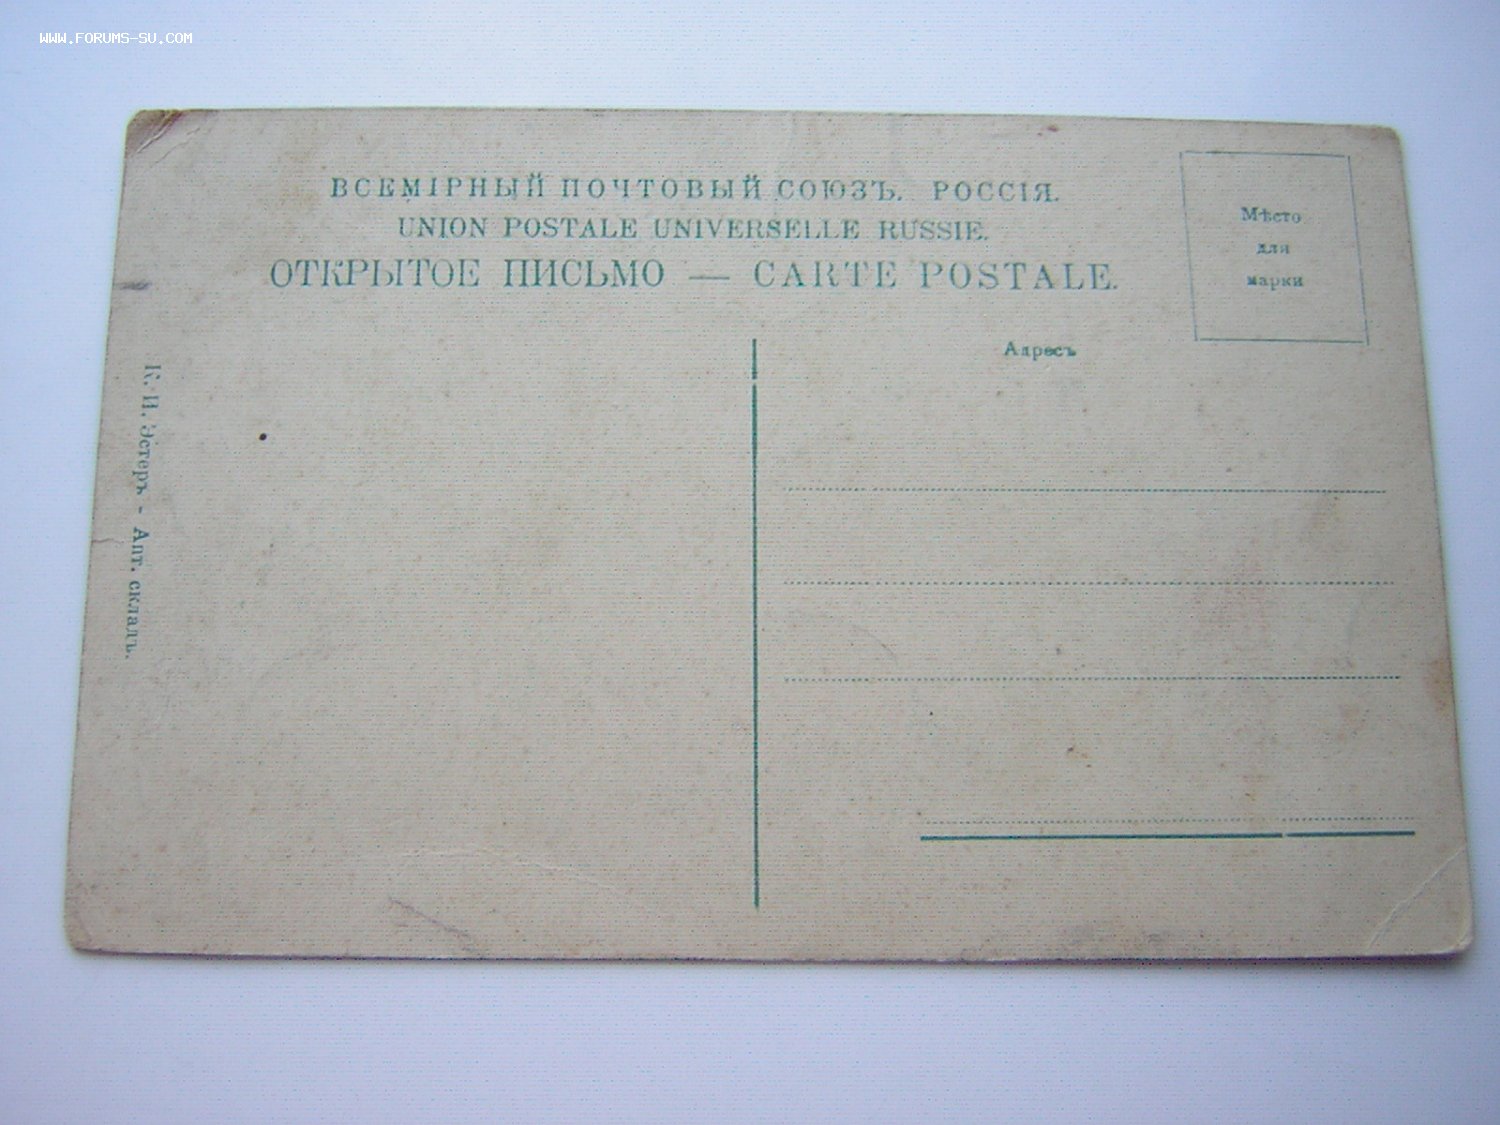 WWW.FORUMS-SU.COM
ВСЕМІРНЫЙ ПОЧТОВЫЙ СОЮЗЪ. РОССІЯ.
UNION POSTALE UNIVERSELLE RUSSIE.
ОТКРЫТОЕ ПИСЬМО — CARTE POSTALE.
Мѣсто
для
марки
Адресъ
К. И. Эстеръ - Апт. складъ.